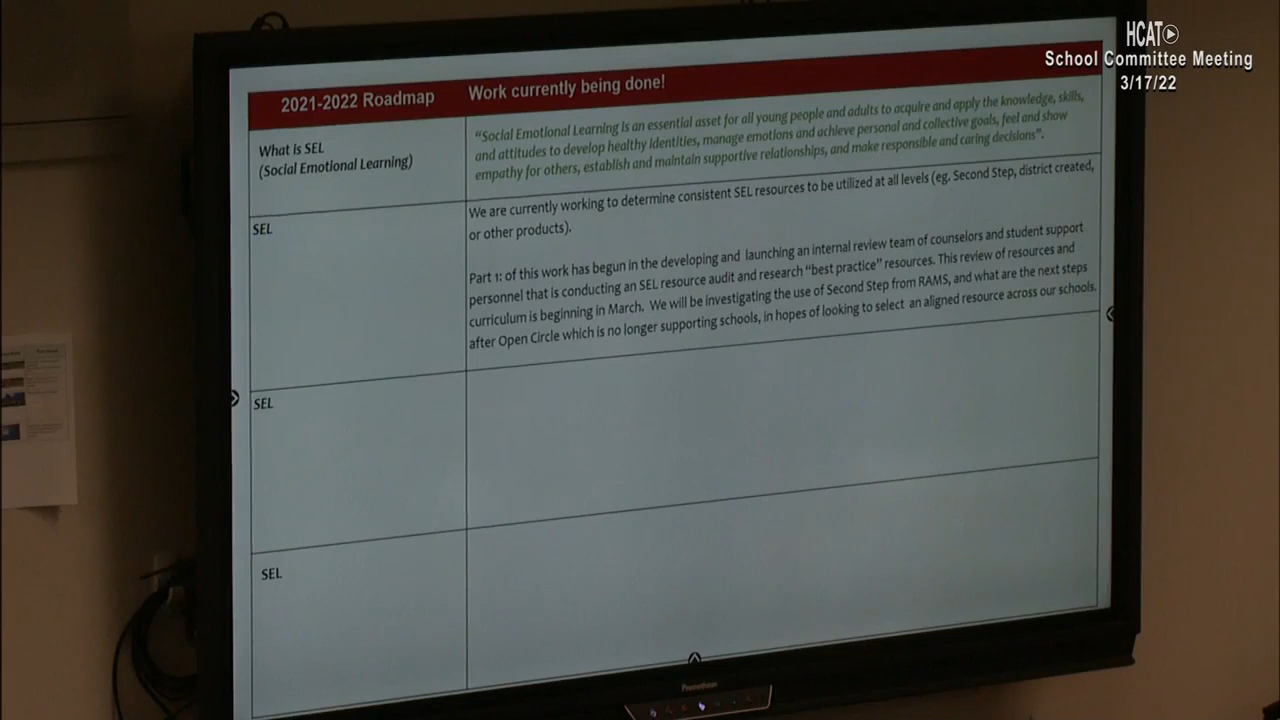 HCAT
School Committee Meeting
3/17/22
2021-2022 Roadmap
Work currently being done!
What is SEL
(Social Emotional Learning)
"Social Emotional Learning is an essential asset for all young people and adults to acquire and apply the knowledge, skills,
and attitudes to develop healthy identities, manage emotions and achieve personal and collective goals, feel and show
empathy for others, establish and maintain supportive relationships, and make responsible and caring decisions".
SEL
We are currently working to determine consistent SEL resources to be utilized at all levels (eg. Second Step, district created,
or other products).
Part 1: of this work has begun in the developing and launching an internal review team of counselors and student support
personnel that is conducting an SEL resource audit and research "best practice" resources. This review of resources and
curriculum is beginning in March. We will be investigating the use of Second Step from RAMS, and what are the next steps
after Open Circle which is no longer supporting schools, in hopes of looking to select an aligned resource across our schools.
SEL
SEL
Promethean